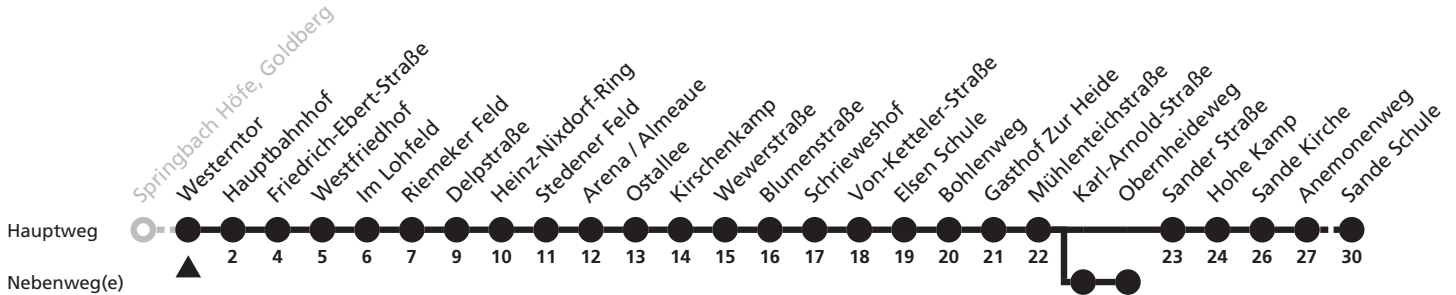 Springbach Höfe, Goldberg
Westerntor
Hauptbahnhof
Friedrich-Ebert-Straße
Westfriedhof
Im Lohfeld
Riemeker Feld
Delpstraße
Heinz-Nixdorf-Ring
Stedener Feld
Arena / Almeaue
Ostallee
Kirschenkamp
Wewerstraße
Blumenstraße
Schrieweshof
Von-Ketteler-Straße
Elsen Schule
Bohlenweg
Gasthof Zur Heide
Mühlenteichstraße
Karl-Arnold-Straße
Obernheideweg
Sander Straße
Hohe Kamp
Sande Kirche
Anemonenweg
Sande Schule
Hauptweg
2 4 5 6 7 9 10 11 12 13 14 15 16 17 18 19 20 21 22 23 24 26 27 30
Nebenweg(e)